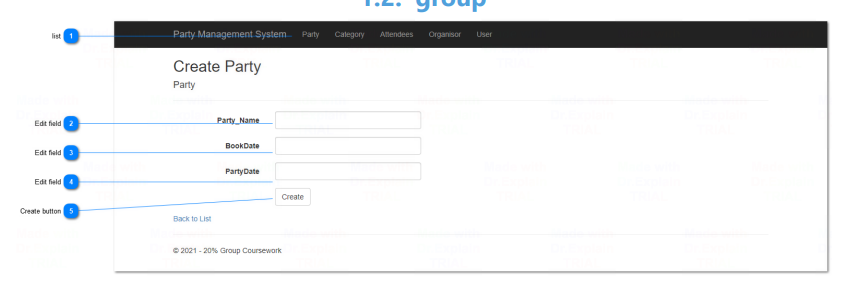 1.2. group
list 1 Party Management System Party Category Attendees Organisor User
Create Party
Party
Edit field 2 Party_Name
Edit field 3 BookDate
Edit field 4 PartyDate
Create button 5 Create
Back to List
© 2021 - 20% Group Coursework